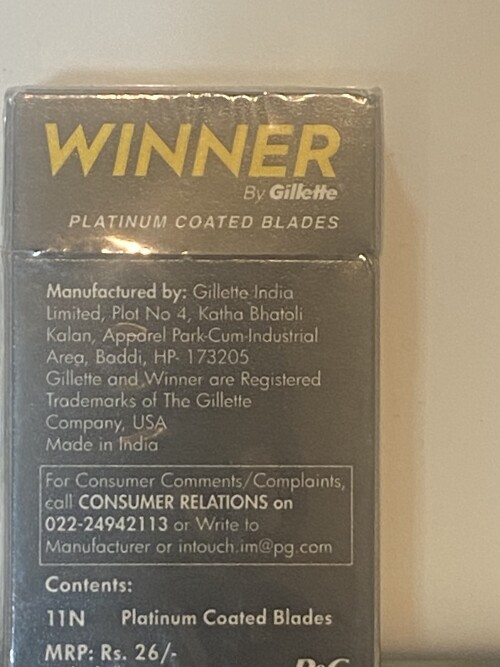 WINNER
By Gillette
PLATINUM COATED BLADES
Manufactured by: Gillette India
Limited, Plot No 4, Katha Bhatoli
Kalan, Apparel Park-Cum-Industrial
Area, Baddi, HP- 173205
Gillette and Winner are Registered
Trademarks of The Gillette
Company, USA
Made in India
For Consumer Comments/Complaints,
call CONSUMER RELATIONS on
022-24942113 or Write to
Manufacturer or intouch.im@pg.com
Contents:
11N Platinum Coated Blades
MRP: Rs. 26/-
P&G